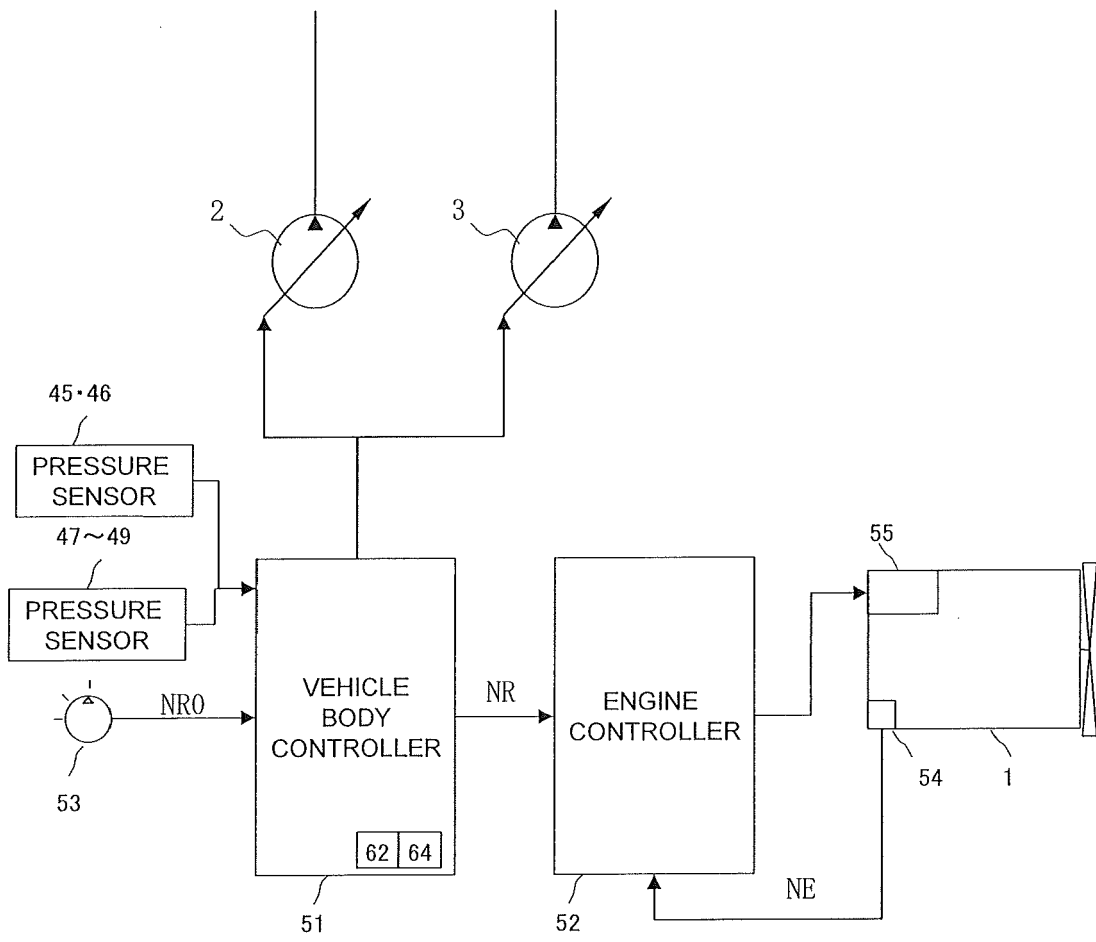 2
3
45・46
PRESSURE
SENSOR
47～49
PRESSURE
SENSOR
55
VEHICLE
BODY
CONTROLLER
NR
ENGINE
CONTROLLER
NR0
53
54
1
62
64
51
52
NE